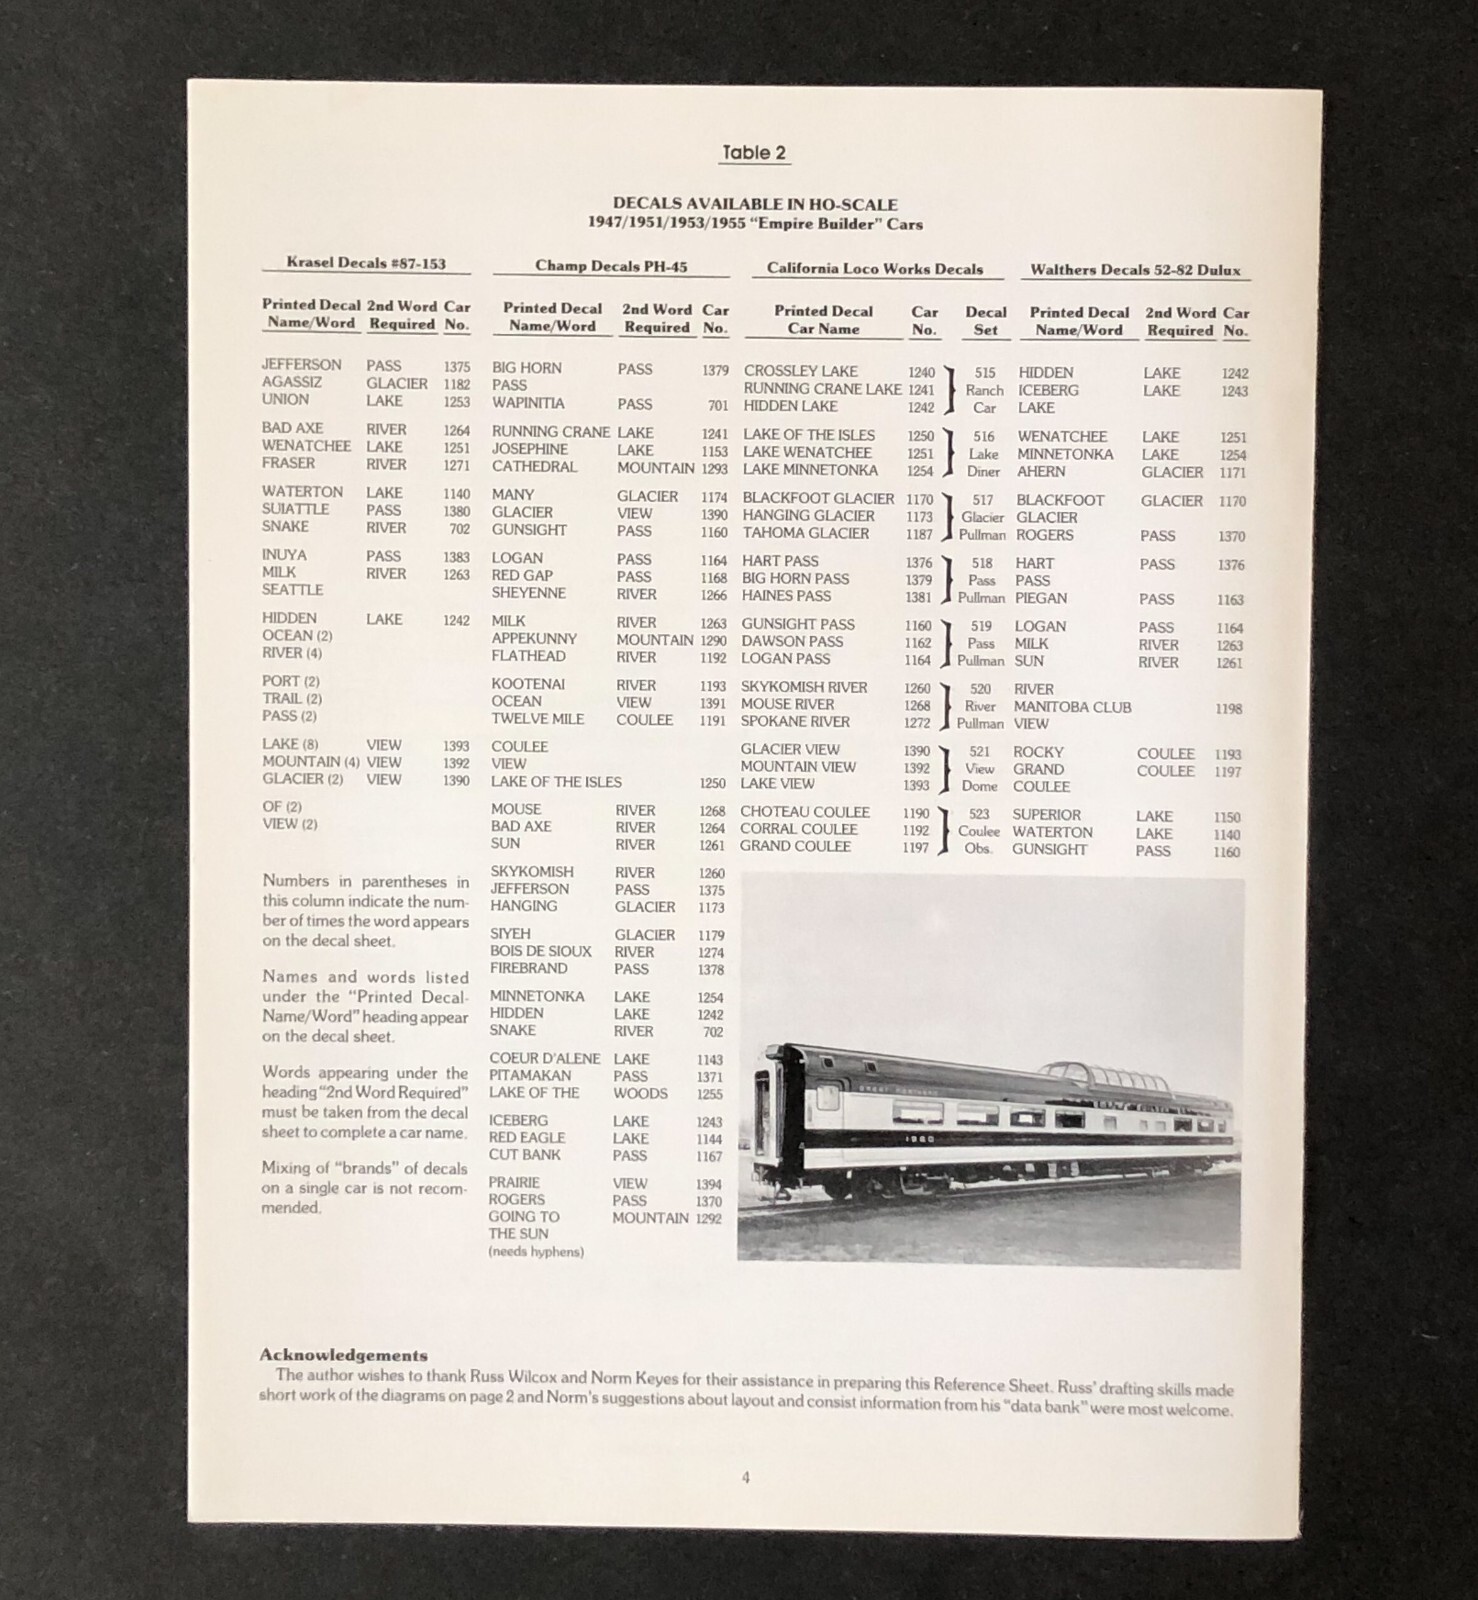 Table 2
DECALS AVAILABLE IN HO-SCALE
1947/1951/1953/1955 "Empire Builder" Cars
Krasel Decals #87-153
Printed Decal 2nd Word Car
Name/Word Required No.
JEFFERSON PASS 1375
AGASSIZ GLACIER 1182
UNION LAKE 1253
BAD AXE RIVER 1264
WENATCHEE LAKE 1251
FRASER RIVER 1271
WATERTON LAKE 1140
SUIATTLE PASS 1380
SNAKE RIVER 702
INUYA PASS 1383
MILK RIVER 1263
SEATTLE
HIDDEN LAKE 1242
OCEAN (2)
RIVER (4)
PORT (2)
TRAIL (2)
PASS (2)
LAKE (8) VIEW 1393
MOUNTAIN (4) VIEW 1392
GLACIER (2) VIEW 1390
OF (2)
VIEW (2)
Numbers in parentheses in
this column indicate the num-
ber of times the word appears
on the decal sheet.
Names and words listed
under the "Printed Decal-
Name/Word" heading appear
on the decal sheet.
Words appearing under the
heading "2nd Word Required"
must be taken from the decal
sheet to complete a car name.
Mixing of "brands" of decals
on a single car is not recom-
mended.
Champ Decals PH-45
Printed Decal 2nd Word Car
Name/Word Required No.
BIG HORN PASS 1379
PASS
WAPINITIA PASS 701
RUNNING CRANE LAKE 1241
JOSEPHINE LAKE 1153
CATHEDRAL MOUNTAIN 1293
MANY GLACIER 1174
GLACIER VIEW 1390
GUNSIGHT PASS 1160
LOGAN PASS 1164
RED GAP PASS 1168
SHEYENNE RIVER 1266
MILK RIVER 1263
APPEKUNNY MOUNTAIN 1290
FLATHEAD RIVER 1192
KOOTENAI RIVER 1193
OCEAN VIEW 1391
TWELVE MILE COULEE 1191
COULEE
VIEW
LAKE OF THE ISLES 1250
MOUSE RIVER 1268
BAD AXE RIVER 1264
SUN RIVER 1261
SKYKOMISH RIVER 1260
JEFFERSON PASS 1375
HANGING GLACIER 1173
SIYEH GLACIER 1179
BOIS DE SIOUX RIVER 1274
FIREBRAND PASS 1378
MINNETONKA LAKE 1254
HIDDEN LAKE 1242
SNAKE RIVER 702
COEUR D'ALENE LAKE 1143
PITAMAKAN PASS 1371
LAKE OF THE WOODS 1255
ICEBERG LAKE 1243
RED EAGLE LAKE 1144
CUT BANK PASS 1167
PRAIRIE VIEW 1394
ROGERS PASS 1370
GOING TO MOUNTAIN 1292
THE SUN
(needs hyphens)
California Loco Works Decals
Printed Decal Car Decal
Car Name No. Set
CROSSLEY LAKE 1240 515
RUNNING CRANE LAKE 1241 Ranch
HIDDEN LAKE 1242 Car
LAKE OF THE ISLES 1250 516
LAKE WENATCHEE 1251 Lake
LAKE MINNETONKA 1254 Diner
BLACKFOOT GLACIER 1170 517
HANGING GLACIER 1173 Glacier
TAHOMA GLACIER 1187 Pullman
HART PASS 1376 518
BIG HORN PASS 1379 Pass
HAINES PASS 1381 Pullman
GUNSIGHT PASS 1160 519
DAWSON PASS 1162 Pass
LOGAN PASS 1164 Pullman
SKYKOMISH RIVER 1260 520
MOUSE RIVER 1268 River
SPOKANE RIVER 1272 Pullman
GLACIER VIEW 1390 521
MOUNTAIN VIEW 1392 View
LAKE VIEW 1393 Dome
CHOTEAU COULEE 1190 523
CORRAL COULEE 1192 Coulee
GRAND COULEE 1197 Obs.
Walthers Decals 52-82 Dulux
Printed Decal 2nd Word Car
Name/Word Required No.
HIDDEN LAKE 1242
ICEBERG LAKE 1243
LAKE
WENATCHEE LAKE 1251
MINNETONKA LAKE 1254
AHERN GLACIER 1171
BLACKFOOT GLACIER 1170
GLACIER
ROGERS PASS 1370
HART PASS 1376
PASS
PIEGAN PASS 1163
LOGAN PASS 1164
MILK RIVER 1263
SUN RIVER 1261
RIVER
MANITOBA CLUB 1198
VIEW
ROCKY COULEE 1193
GRAND COULEE 1197
COULEE
SUPERIOR LAKE 1150
WATERTON LAKE 1140
GUNSIGHT PASS 1160
GREAT NORTHERN
Acknowledgements
The author wishes to thank Russ Wilcox and Norm Keyes for their assistance in preparing this Reference Sheet. Russ' drafting skills made
short work of the diagrams on page 2 and Norm's suggestions about layout and consist information from his "data bank" were most welcome.
4